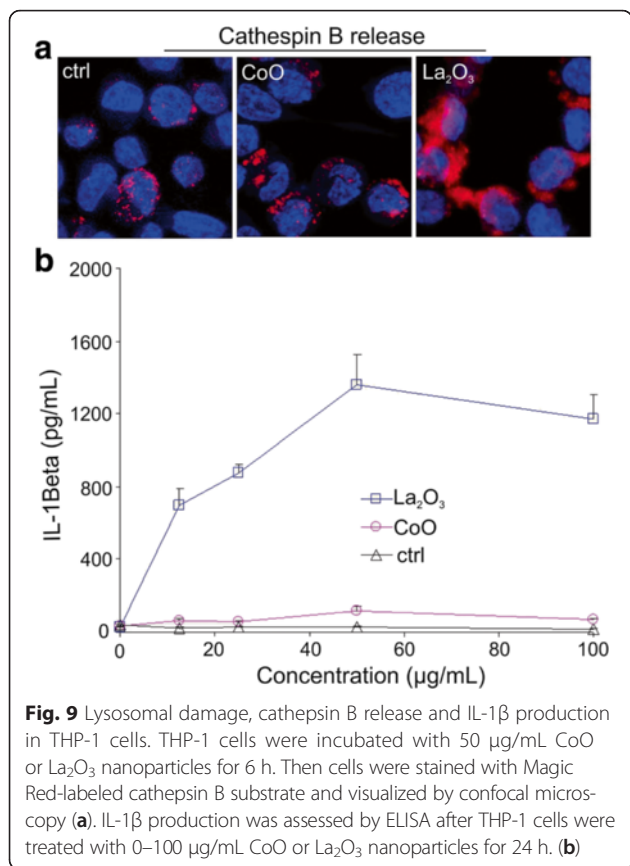 a
Cathespin B release
ctrl
CoO
La₂O₃
b
2000
1600
1200
800
400
0
IL-1Beta (pg/mL)
La₂O₃
CoO
ctrl
0 20 40 60 80 100
Concentration (µg/mL)
Fig. 9 Lysosomal damage, cathepsin B release and IL-1β production
in THP-1 cells. THP-1 cells were incubated with 50 µg/mL CoO
or La₂O₃ nanoparticles for 6 h. Then cells were stained with Magic
Red-labeled cathepsin B substrate and visualized by confocal micros-
copy (a). IL-1β production was assessed by ELISA after THP-1 cells were
treated with 0–100 µg/mL CoO or La₂O₃ nanoparticles for 24 h. (b)